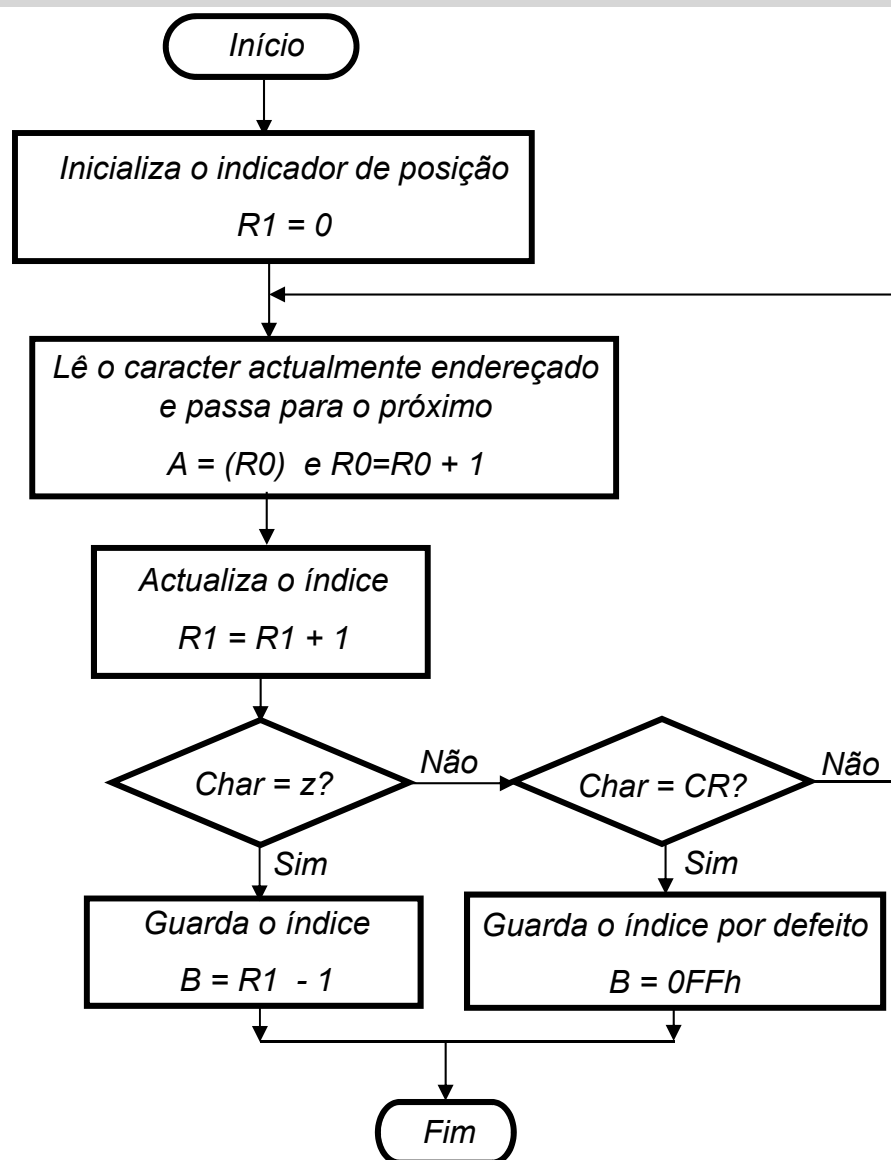 Início
Inicializa o indicador de posição
R1 = 0
Lê o caracter actualmente endereçado
e passa para o próximo
A = (R0) e R0=R0 + 1
Actualiza o índice
R1 = R1 + 1
Char = z?
Não
Char = CR?
Não
Sim
Sim
Guarda o índice
B = R1 - 1
Guarda o índice por defeito
B = 0FFh
Fim